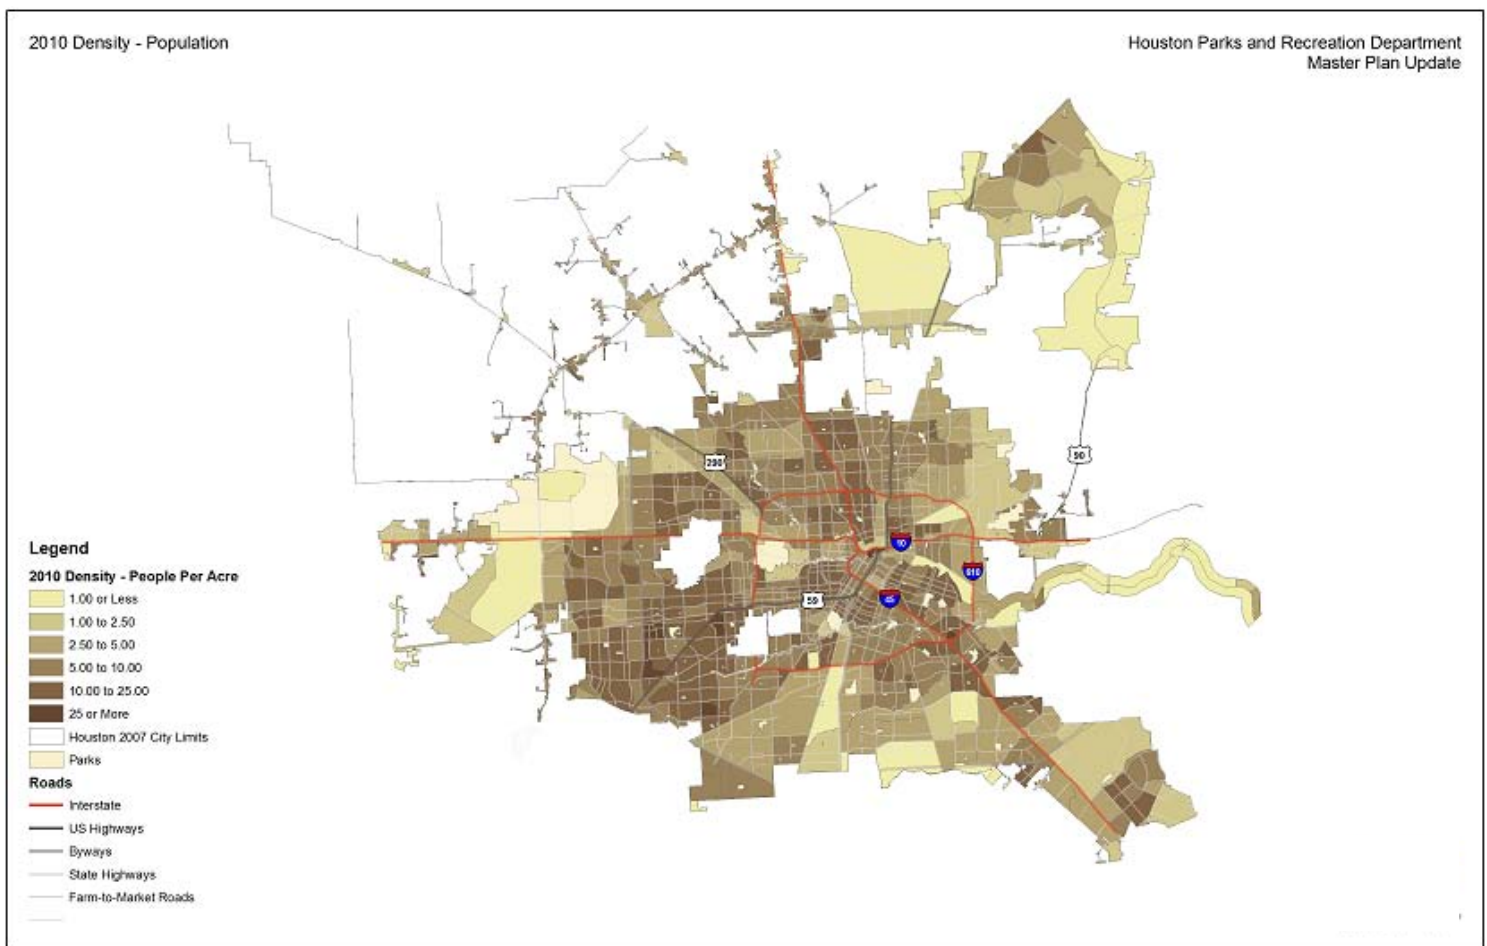 2010 Density - Population
Houston Parks and Recreation Department
Master Plan Update
290
90
10
610
59
45
Legend
2010 Density - People Per Acre
1.00 or Less
1.00 to 2.50
2.50 to 5.00
5.00 to 10.00
10.00 to 25.00
25 or More
Houston 2007 City Limits
Parks
Roads
Interstate
US Highways
Byways
State Highways
Farm-to-Market Roads